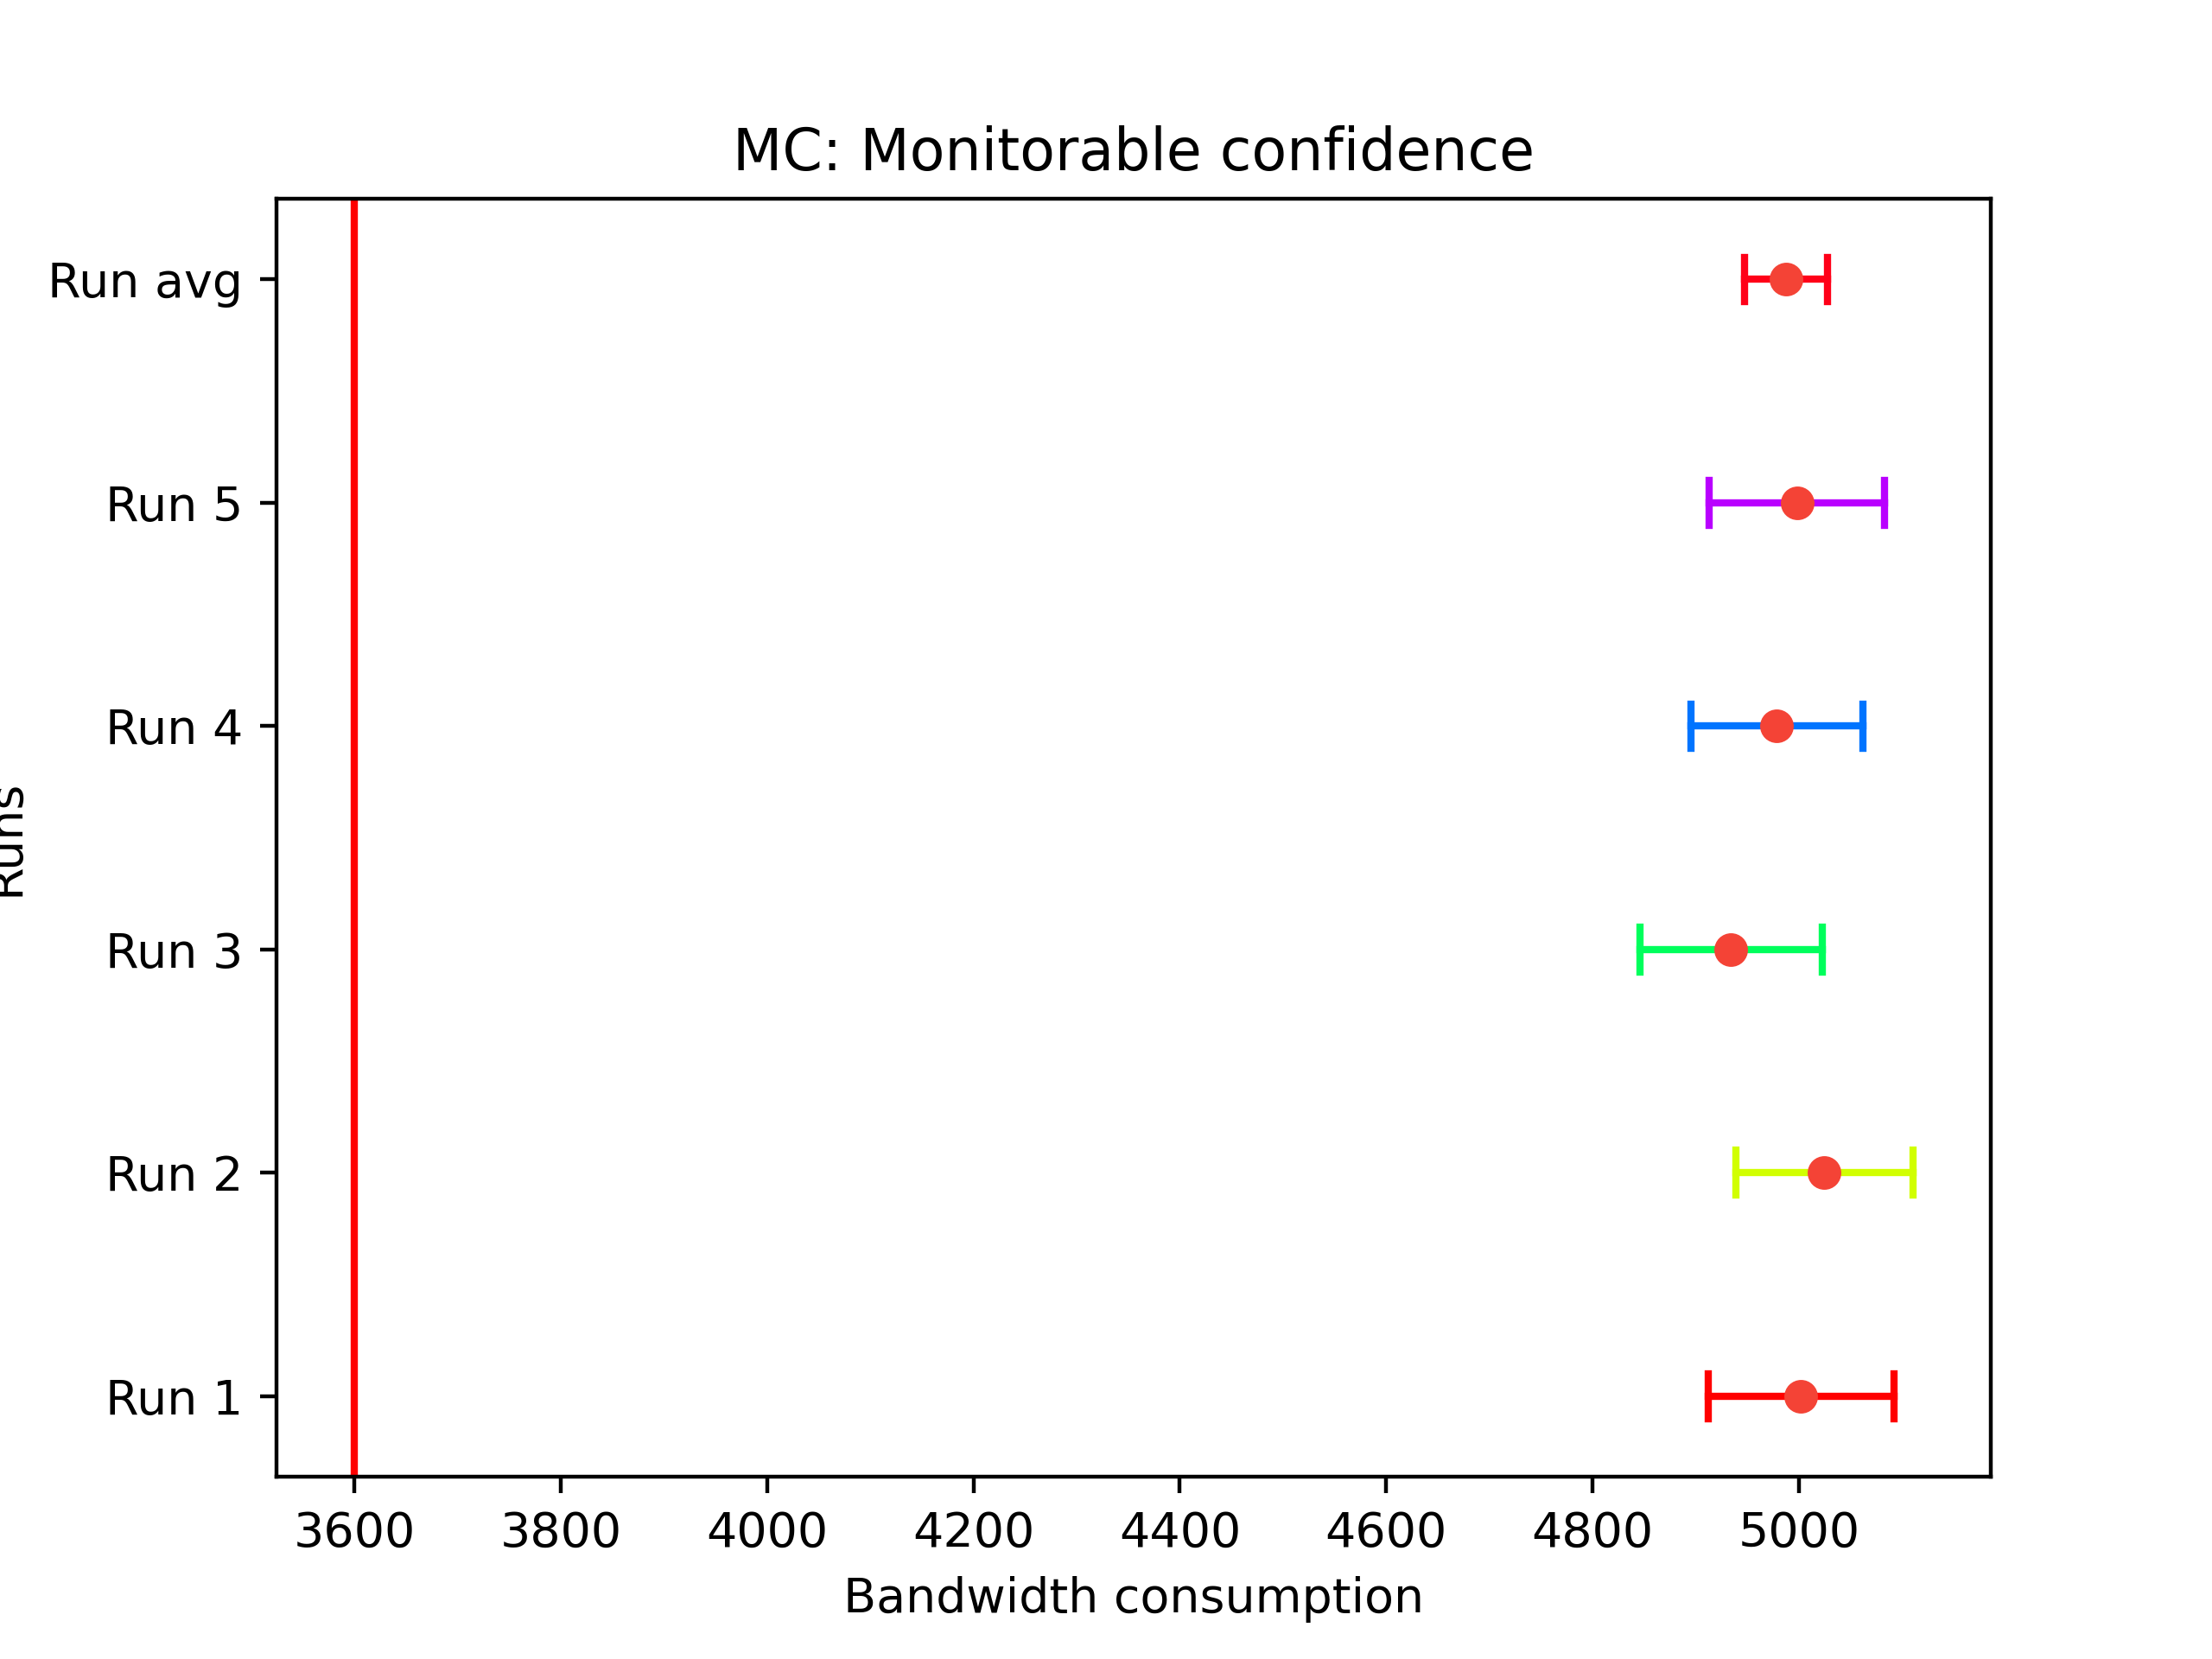 MC: Monitorable confidence
Run avg
Run 5
Run 4
Run 3
Run 2
Run 1
Runs
3600 3800 4000 4200 4400 4600 4800 5000
Bandwidth consumption